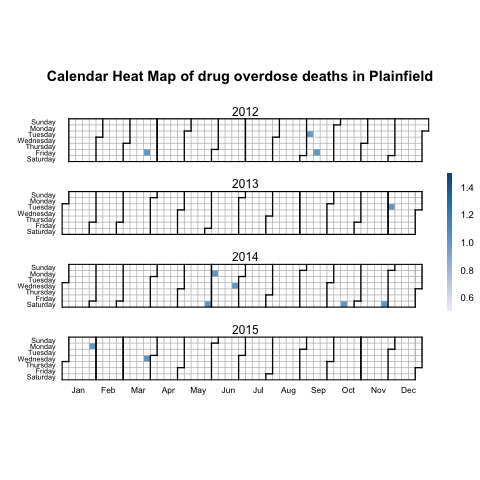 Calendar Heat Map of drug overdose deaths in Plainfield
2012
Sunday
Monday
Tuesday
Wednesday
Thursday
Friday
Saturday
2013
Sunday
Monday
Tuesday
Wednesday
Thursday
Friday
Saturday
2014
Sunday
Monday
Tuesday
Wednesday
Thursday
Friday
Saturday
2015
Sunday
Monday
Tuesday
Wednesday
Thursday
Friday
Saturday
Jan Feb Mar Apr May Jun Jul Aug Sep Oct Nov Dec
1.4
1.2
1.0
0.8
0.6